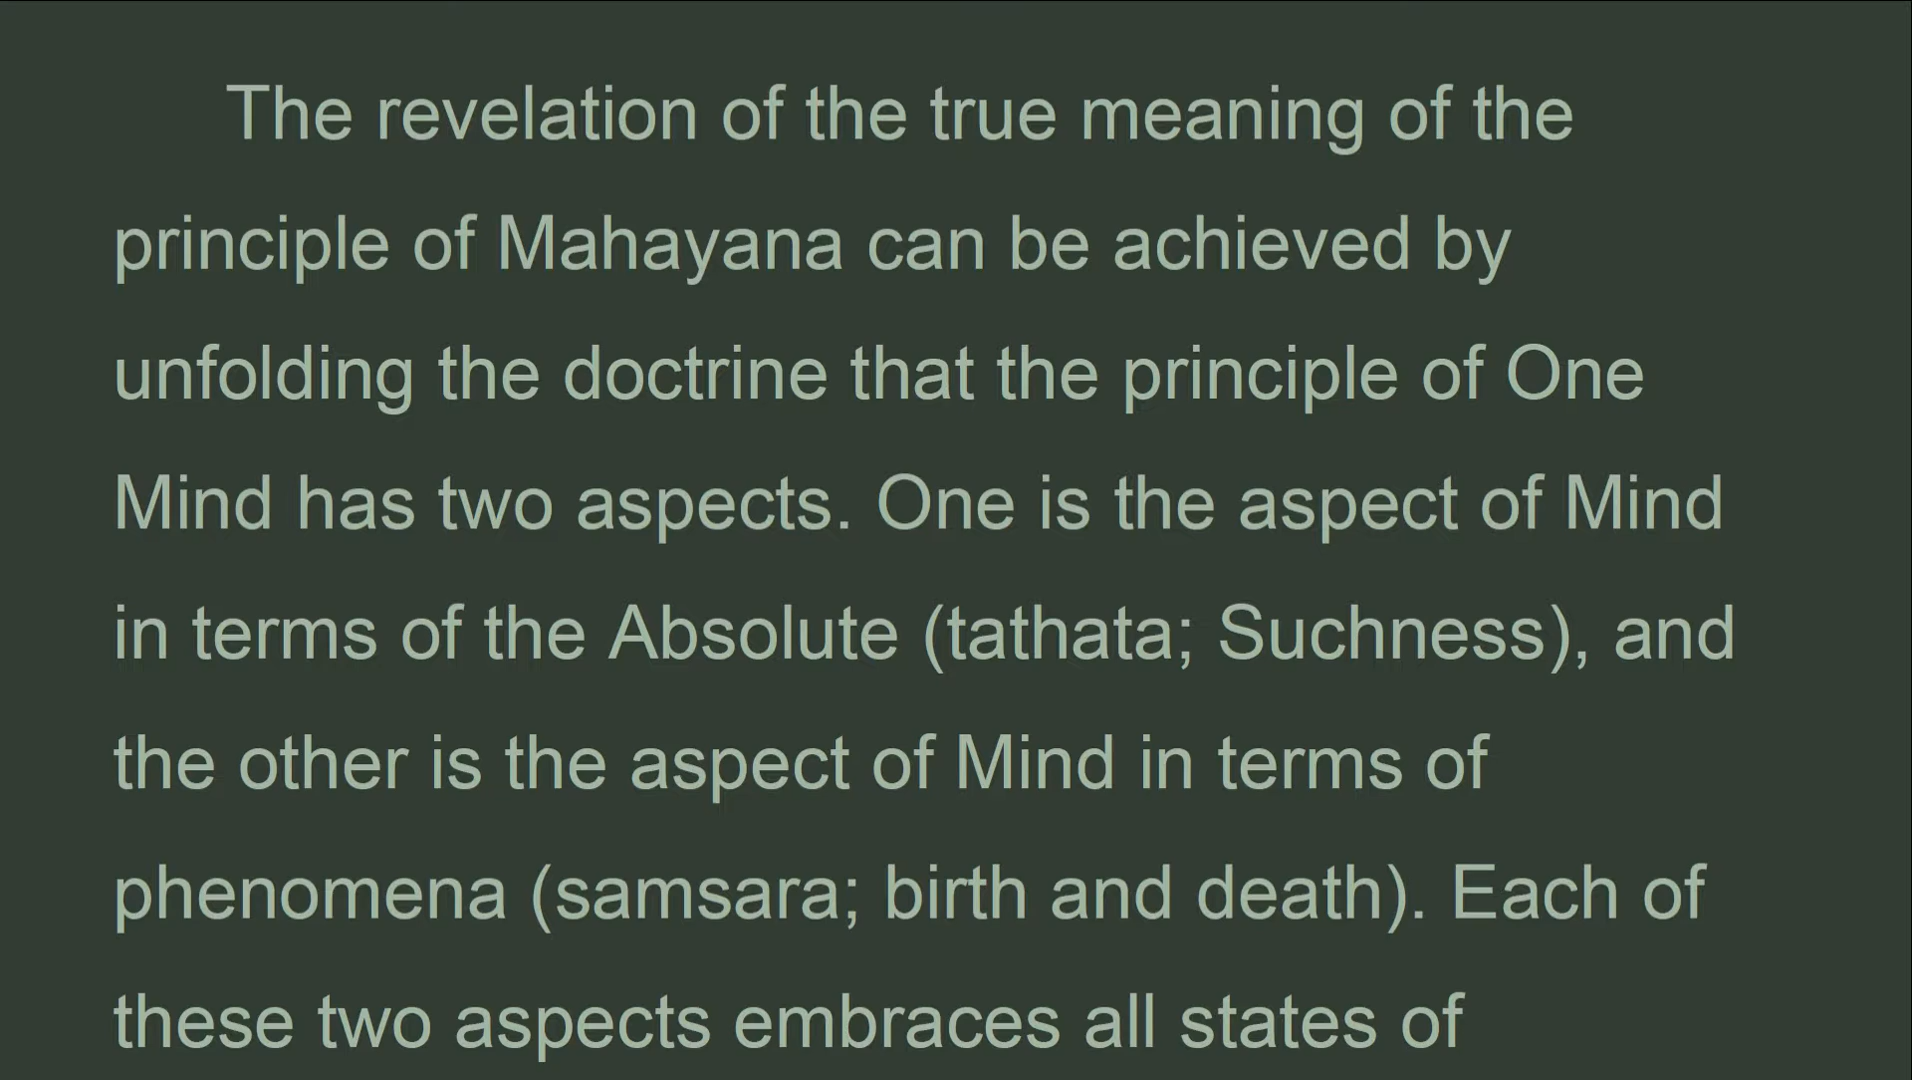 The revelation of the true meaning of the
principle of Mahayana can be achieved by
unfolding the doctrine that the principle of One
Mind has two aspects. One is the aspect of Mind
in terms of the Absolute (tathata; Suchness), and
the other is the aspect of Mind in terms of
phenomena (samsara; birth and death). Each of
these two aspects embraces all states of